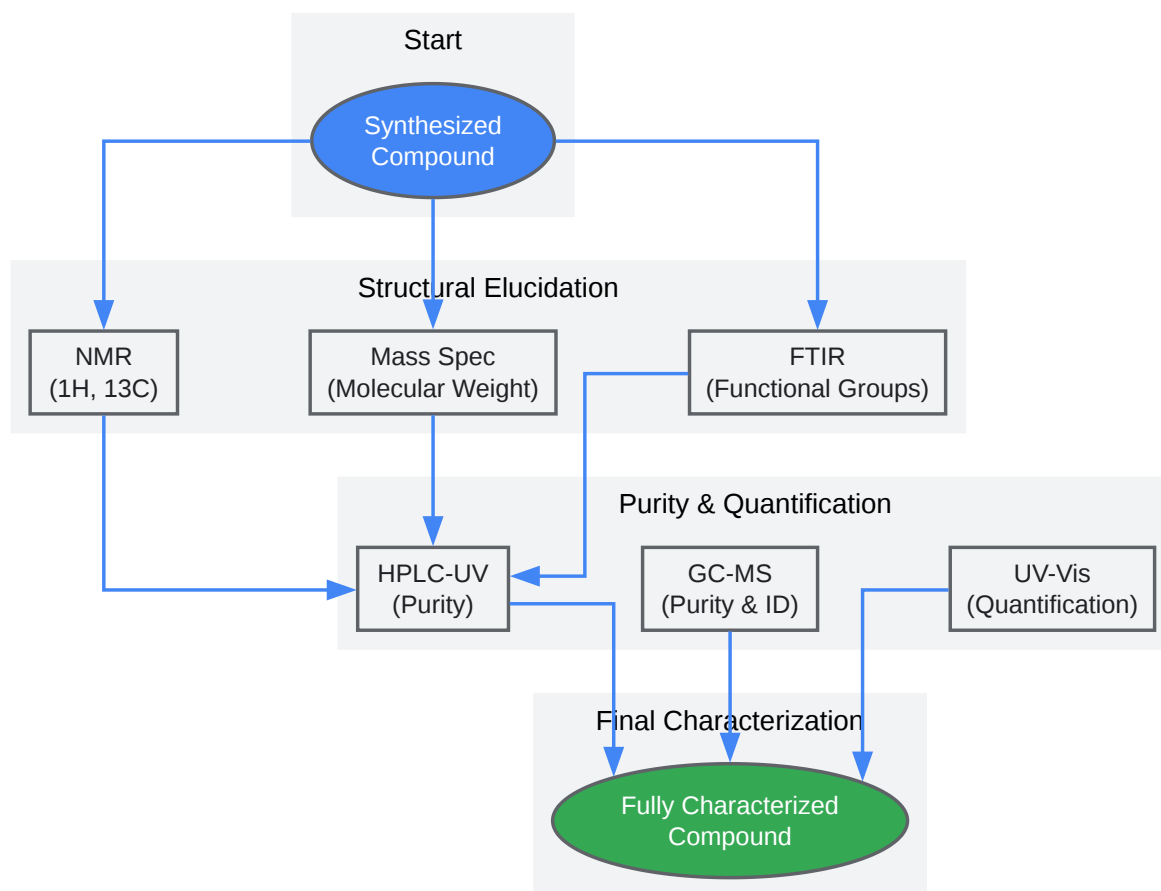 Start
Synthesized
Compound
Structural Elucidation
NMR
(1H, 13C)
Mass Spec
(Molecular Weight)
FTIR
(Functional Groups)
Purity & Quantification
HPLC-UV
(Purity)
GC-MS
(Purity & ID)
UV-Vis
(Quantification)
Final Characterization
Fully Characterized
Compound